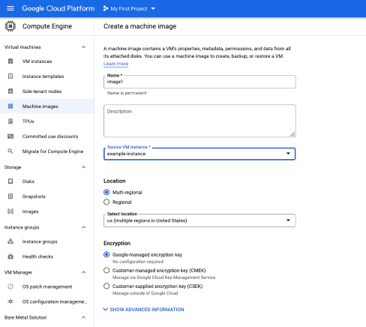 Google Cloud Platform
My First Project
Compute Engine
Create a machine image
Virtual machines
VM instances
Instance templates
Sole-tenant nodes
Machine images
TPUs
Committed use discounts
Migrate for Compute Engine
Storage
Disks
Snapshots
Images
Instance groups
Instance groups
Health checks
VM Manager
OS patch management
OS configuration manageme...
Bare Metal Solution
A machine image contains a VM's properties, metadata, permissions, and data from all
its attached disks. You can use a machine image to create, backup, or restore a VM.
Learn more
Name *
image1
Name is permanent
Description
Source VM instance *
example-instance
Location
Multi-regional
Regional
Select location
us (multiple regions in United States)
Encryption
Google-managed encryption key
No configuration required
Customer-managed encryption key (CMEK)
Manage via Google Cloud Key Management Service
Customer-supplied encryption key (CSEK)
Manage outside of Google Cloud
SHOW ADVANCED INFORMATION